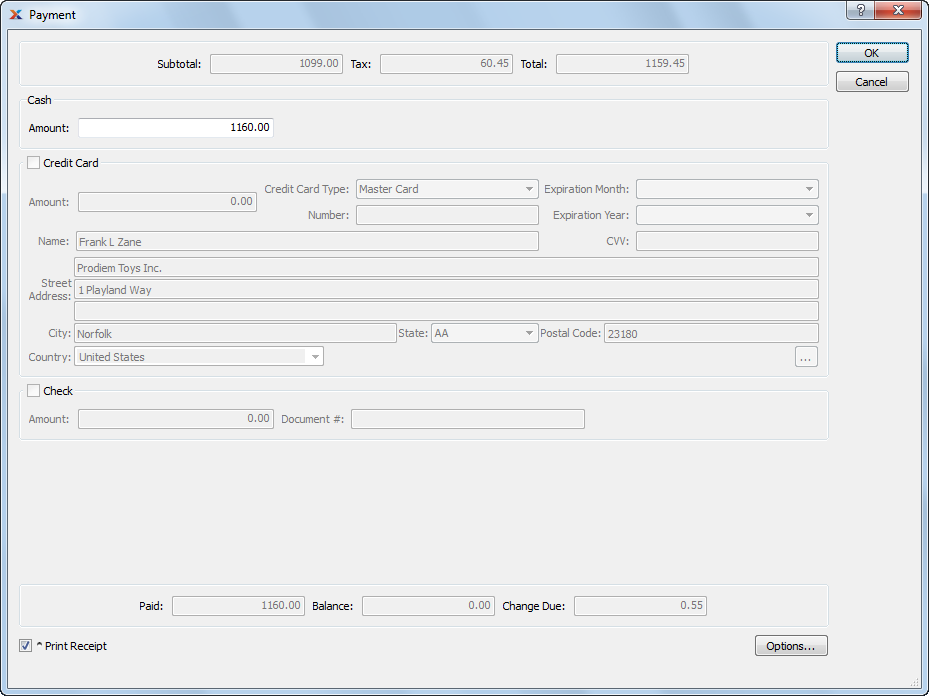 Payment
Subtotal: 1099.00 Tax: 60.45 Total: 1159.45
OK
Cancel
Cash
Amount: 1160.00
Credit Card
Amount: 0.00
Credit Card Type: Master Card
Expiration Month:
Number:
Expiration Year:
Name: Frank L Zane
CVV:
Street Address:
Prodiem Toys Inc.
1 Playland Way
City: Norfolk State: AA Postal Code: 23180
Country: United States ...
Check
Amount: 0.00 Document #:
Paid: 1160.00 Balance: 0.00 Change Due: 0.55
^ Print Receipt
Options...